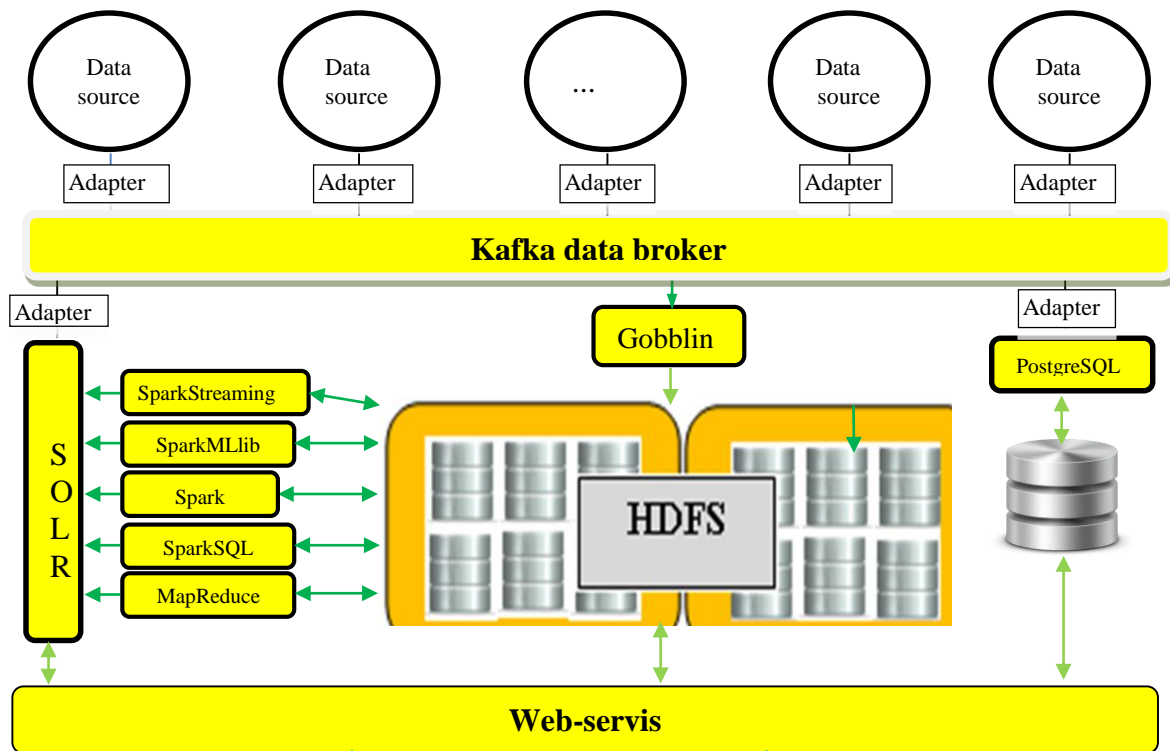 Data
source
Data
source
...
Data
source
Data
source
Adapter
Adapter
Adapter
Adapter
Adapter
Kafka data broker
Adapter
Gobblin
Adapter
PostgreSQL
SOLR
SparkStreaming
SparkMLlib
Spark
SparkSQL
MapReduce
HDFS
Web-servis